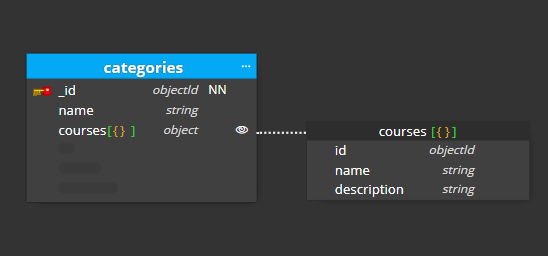 categories ...
_id objectId NN
name string
courses[{} ] object
courses [{}]
id objectId
name string
description string